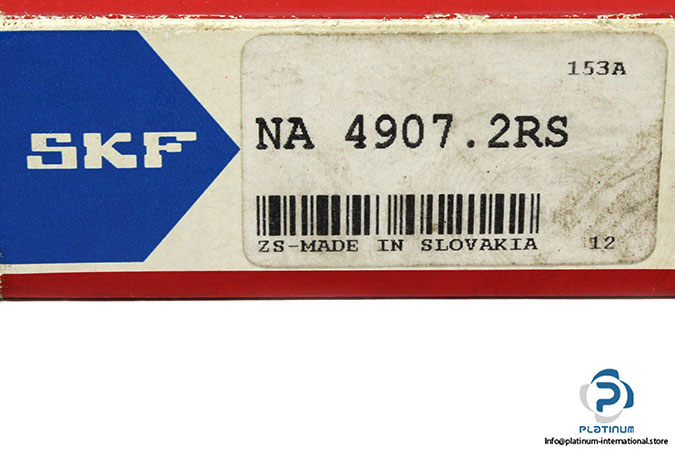 153A
SKF
NA 4907.2RS
ZS-MADE IN SLOVAKIA 12
P
PLATINUM
Info@platinum-international.store